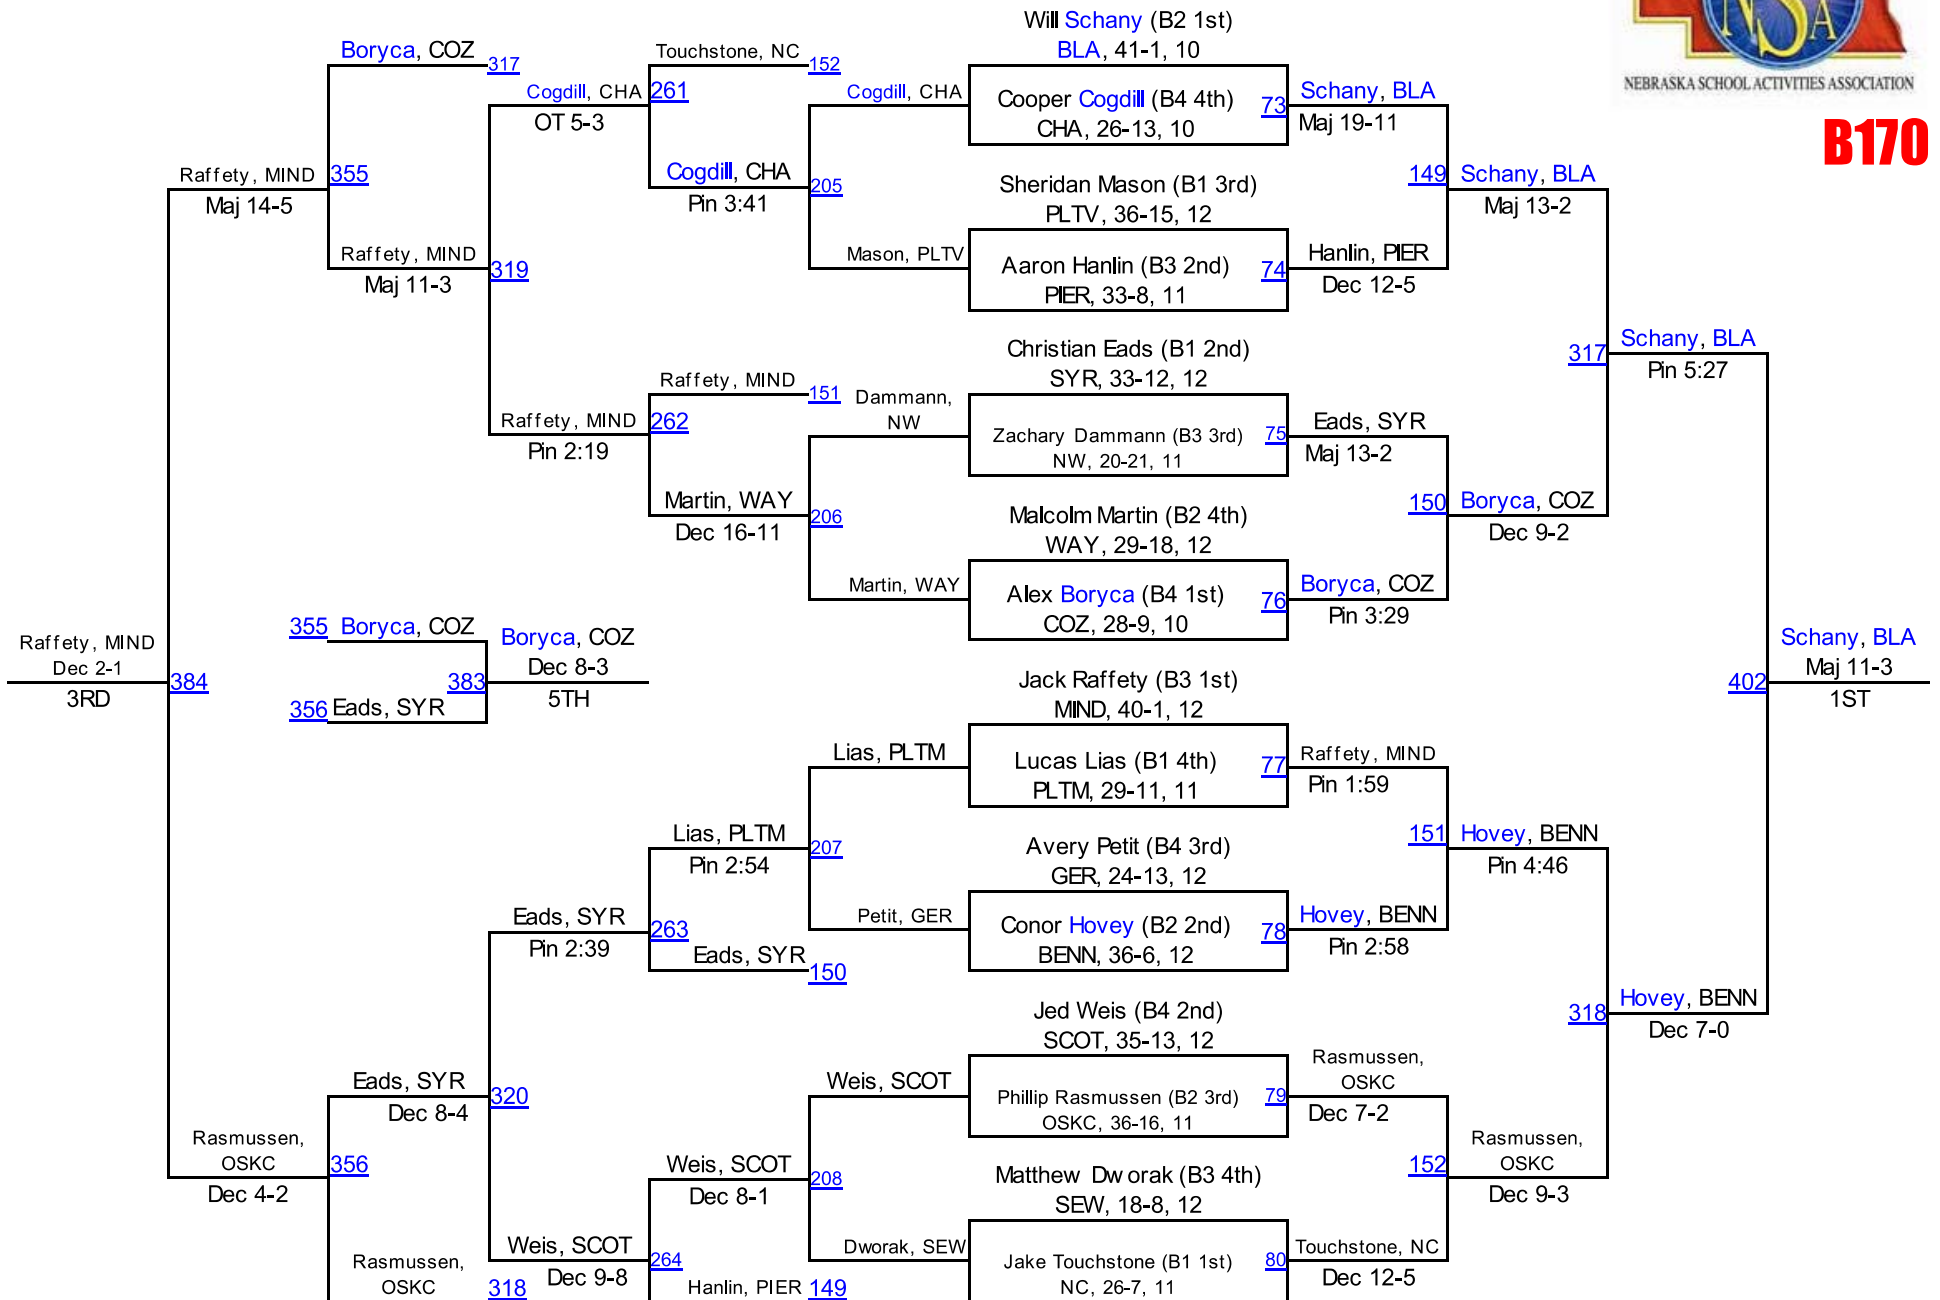 NSA
NEBRASKA SCHOOL ACTIVITIES ASSOCIATION
B170
Boryca, COZ
317
Touchstone, NC
152
Cogdill, CHA
261
OT 5-3
Cogdill, CHA
Cogdill, CHA
205
Pin 3:41
Raffety, MIND
355
Maj 14-5
Raffety, MIND
319
Maj 11-3
Mason, PLTV
Raffety, MIND
151
Raffety, MIND
262
Pin 2:19
Dammann,
NW
Martin, WAY
206
Dec 16-11
Martin, WAY
Raffety, MIND
Dec 2-1
384
3RD
355
Boryca, COZ
356
Eads, SYR
383
Boryca, COZ
Dec 8-3
5TH
Lias, PLTM
Lias, PLTM
207
Pin 2:54
Petit, GER
Eads, SYR
263
Pin 2:39
Eads, SYR
150
Eads, SYR
320
Dec 8-4
Weis, SCOT
Rasmussen,
OSKC
356
Dec 4-2
Weis, SCOT
208
Dec 8-1
Dworak, SEW
Weis, SCOT
264
Dec 9-8
Rasmussen,
OSKC
318
Hanlin, PIER
149
Will Schany (B2 1st)
BLA, 41-1, 10
Cooper Cogdill (B4 4th)
73
CHA, 26-13, 10
Sheridan Mason (B1 3rd)
PLTV, 36-15, 12
Aaron Hanlin (B3 2nd)
74
PIER, 33-8, 11
Christian Eads (B1 2nd)
SYR, 33-12, 12
Zachary Dammann (B3 3rd)
75
NW, 20-21, 11
Malcolm Martin (B2 4th)
WAY, 29-18, 12
Alex Boryca (B4 1st)
76
COZ, 28-9, 10
Jack Raffety (B3 1st)
MIND, 40-1, 12
Lucas Lias (B1 4th)
77
PLTM, 29-11, 11
Avery Petit (B4 3rd)
GER, 24-13, 12
Conor Hovey (B2 2nd)
78
BENN, 36-6, 12
Jed Weis (B4 2nd)
SCOT, 35-13, 12
Phillip Rasmussen (B2 3rd)
79
OSKC, 36-16, 11
Matthew Dworak (B3 4th)
SEW, 18-8, 12
Jake Touchstone (B1 1st)
80
NC, 26-7, 11
Schany, BLA
Maj 19-11
149
Schany, BLA
Maj 13-2
Hanlin, PIER
Dec 12-5
317
Schany, BLA
Pin 5:27
Eads, SYR
Maj 13-2
150
Boryca, COZ
Dec 9-2
Boryca, COZ
Pin 3:29
Schany, BLA
Maj 11-3
402
1ST
Raffety, MIND
Pin 1:59
151
Hovey, BENN
Pin 4:46
Hovey, BENN
Pin 2:58
318
Hovey, BENN
Dec 7-0
Rasmussen,
OSKC
Dec 7-2
152
Rasmussen,
OSKC
Dec 9-3
Touchstone, NC
Dec 12-5